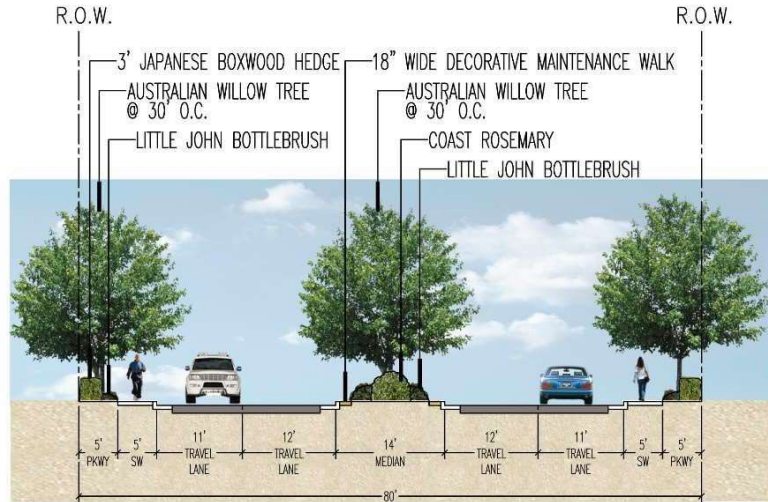 R.O.W.
R.O.W.
3' JAPANESE BOXWOOD HEDGE
18" WIDE DECORATIVE MAINTENANCE WALK
AUSTRALIAN WILLOW TREE
@ 30' O.C.
AUSTRALIAN WILLOW TREE
@ 30' O.C.
LITTLE JOHN BOTTLEBRUSH
COAST ROSEMARY
LITTLE JOHN BOTTLEBRUSH
5'
PKWY
5'
SW
11'
TRAVEL
LANE
12'
TRAVEL
LANE
14'
MEDIAN
12'
TRAVEL
LANE
11'
TRAVEL
LANE
5'
SW
5'
PKWY
80'